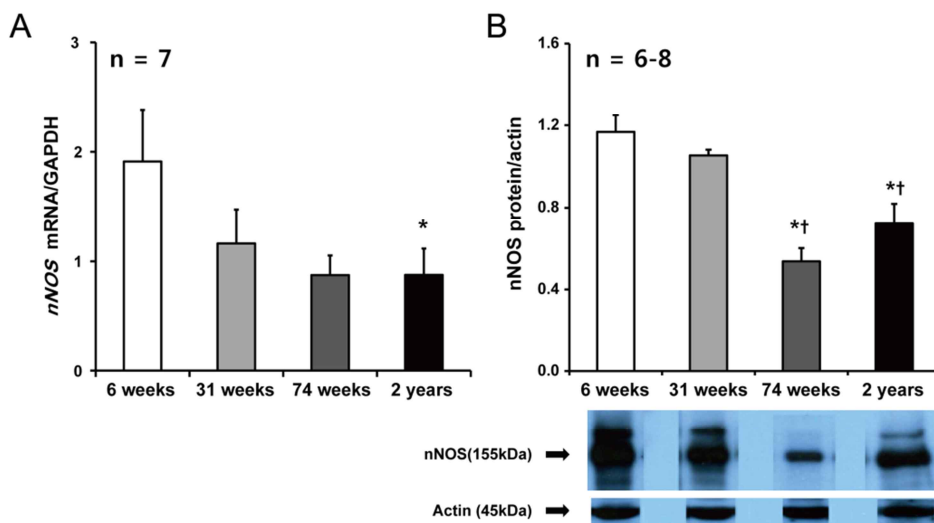 A
B
n = 7
n = 6-8
nNOS mRNA/GAPDH
3
2
1
0
6 weeks 31 weeks 74 weeks 2 years
*
nNOS protein/actin
1.6
1.2
0.8
0.4
0.0
6 weeks 31 weeks 74 weeks 2 years
*†
*†
nNOS(155kDa)
Actin (45kDa)